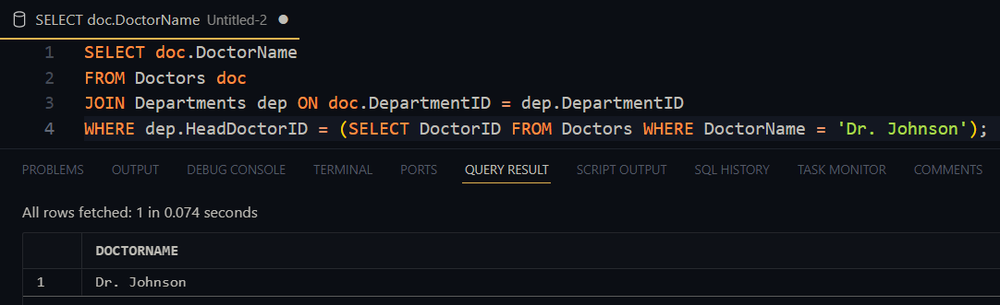 SELECT doc.DoctorName Untitled-2
1 SELECT doc.DoctorName
2 FROM Doctors doc
3 JOIN Departments dep ON doc.DepartmentID = dep.DepartmentID
4 WHERE dep.HeadDoctorID = (SELECT DoctorID FROM Doctors WHERE DoctorName = 'Dr. Johnson');
PROBLEMS OUTPUT DEBUG CONSOLE TERMINAL PORTS QUERY RESULT SCRIPT OUTPUT SQL HISTORY TASK MONITOR COMMENTS
All rows fetched: 1 in 0.074 seconds
DOCTORNAME
1 Dr. Johnson